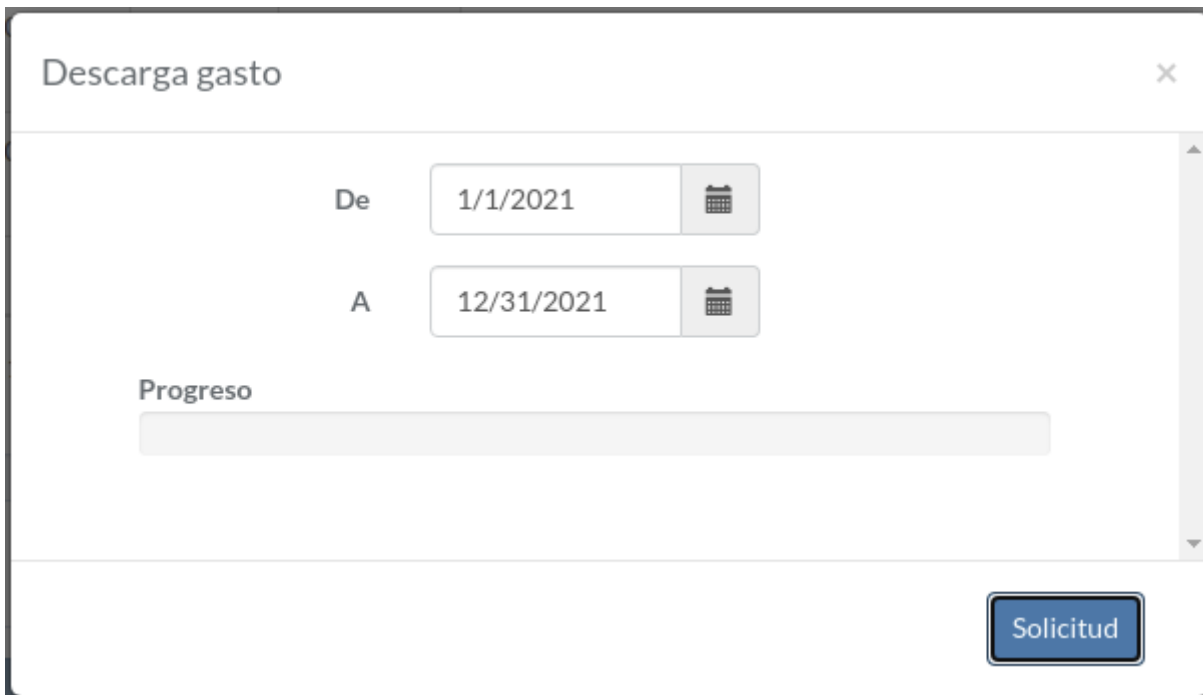 Descarga gasto
De 1/1/2021
A 12/31/2021
Progreso
Solicitud